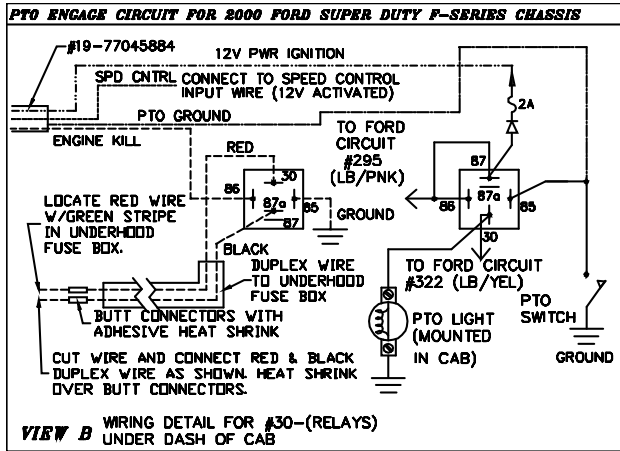 PTO ENGAGE CIRCUIT FOR 2000 FORD SUPER DUTY F-SERIES CHASSIS
#19-77045884
12V PWR IGNITION
SPD CNTRL CONNECT TO SPEED CONTROL
INPUT WIRE (12V ACTIVATED)
2A
PTO GROUND
ENGINE KILL
TO FORD
CIRCUIT
#295
(LB/PNK)
RED
30
86
87a
85
87
87
87a
86
85
30
LOCATE RED WIRE
W/GREEN STRIPE
IN UNDERHOOD
FUSE BOX.
GROUND
BLACK
DUPLEX WIRE
TO UNDERHOOD
FUSE BOX
TO FORD CIRCUIT
#322 (LB/YEL)
BUTT CONNECTORS WITH
ADHESIVE HEAT SHRINK
PTO LIGHT
(MOUNTED
IN CAB)
PTO
SWITCH
GROUND
CUT WIRE AND CONNECT RED & BLACK
DUPLEX WIRE AS SHOWN. HEAT SHRINK
OVER BUTT CONNECTORS.
VIEW B
WIRING DETAIL FOR #30-(RELAYS)
UNDER DASH OF CAB